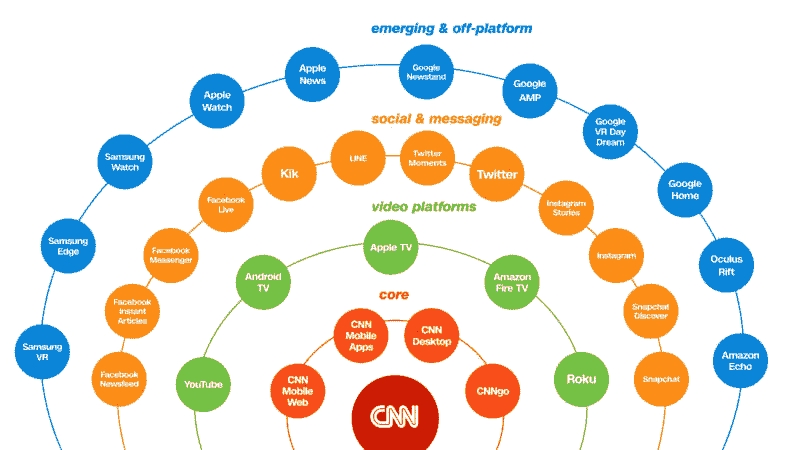 emerging & off-platform
Apple
News
Google
Newsstand
Google
AMP
Apple
Watch
Google
VR Day
Dream
Samsung
Watch
Google
Home
Samsung
Edge
Oculus
Rift
Samsung
VR
Amazon
Echo
social & messaging
LINE
Twitter
Moments
Kik
Twitter
Facebook
Live
Instagram
Stories
Facebook
Messenger
Instagram
Facebook
Instant
Articles
Snapchat
Discover
Facebook
Newsfeed
Snapchat
video platforms
Apple TV
Android
TV
Amazon
Fire TV
YouTube
Roku
core
CNN
Mobile
Apps
CNN
Desktop
CNN
Mobile
Web
CNNgo
CNN